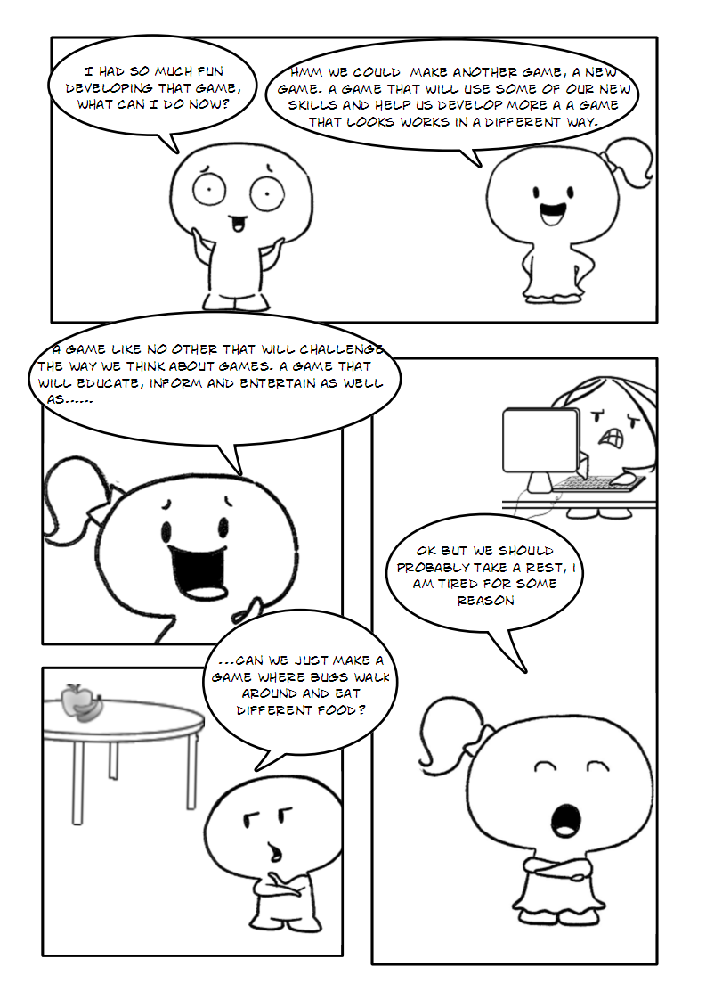 I HAD SO MUCH FUN
DEVELOPING THAT GAME,
WHAT CAN I DO NOW?
HMM WE COULD MAKE ANOTHER GAME, A NEW
GAME. A GAME THAT WILL USE SOME OF OUR NEW
SKILLS AND HELP US DEVELOP MORE A A GAME
THAT LOOKS WORKS IN A DIFFERENT WAY.
A GAME LIKE NO OTHER THAT WILL CHALLENGE
THE WAY WE THINK ABOUT GAMES. A GAME THAT
WILL EDUCATE, INFORM AND ENTERTAIN AS WELL
AS......
...CAN WE JUST MAKE A
GAME WHERE BUGS WALK
AROUND AND EAT
DIFFERENT FOOD?
OK BUT WE SHOULD
PROBABLY TAKE A REST, I
AM TIRED FOR SOME
REASON